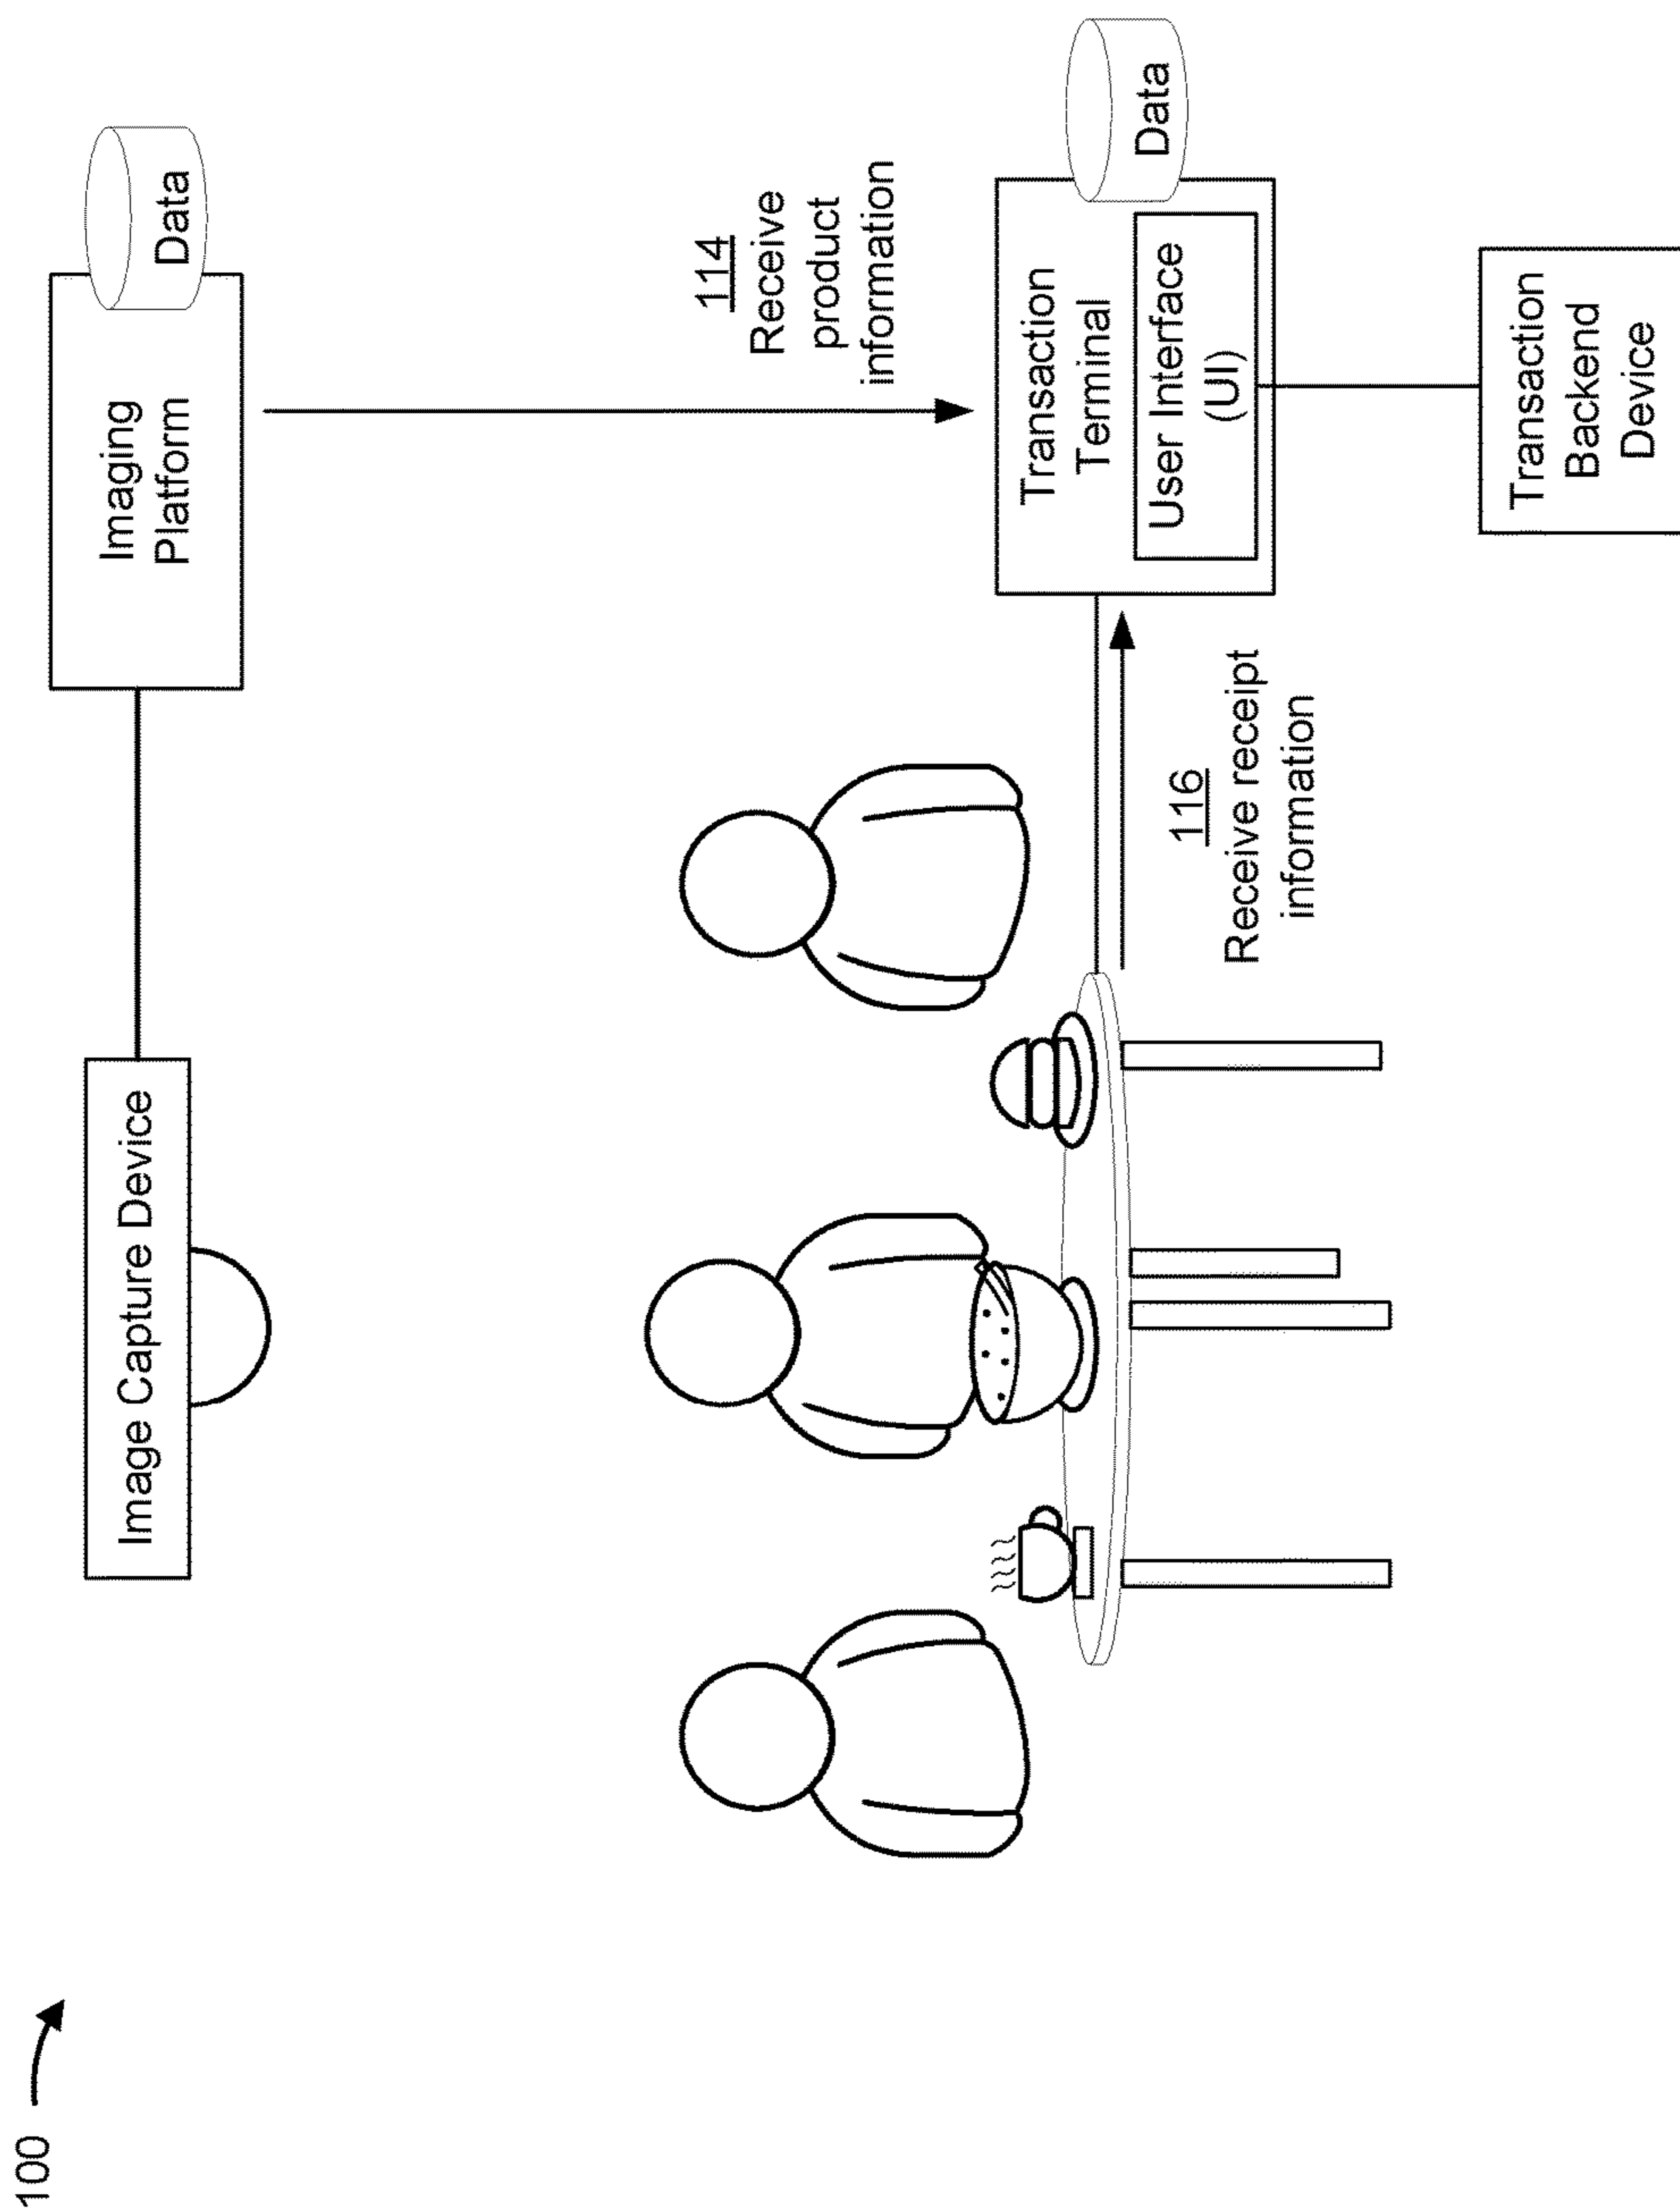 100
Image Capture Device
Imaging
Platform
Data
114
Receive
product
information
116
Receive receipt
information
Transaction
Terminal
User Interface
(UI)
Data
Transaction
Backend
Device